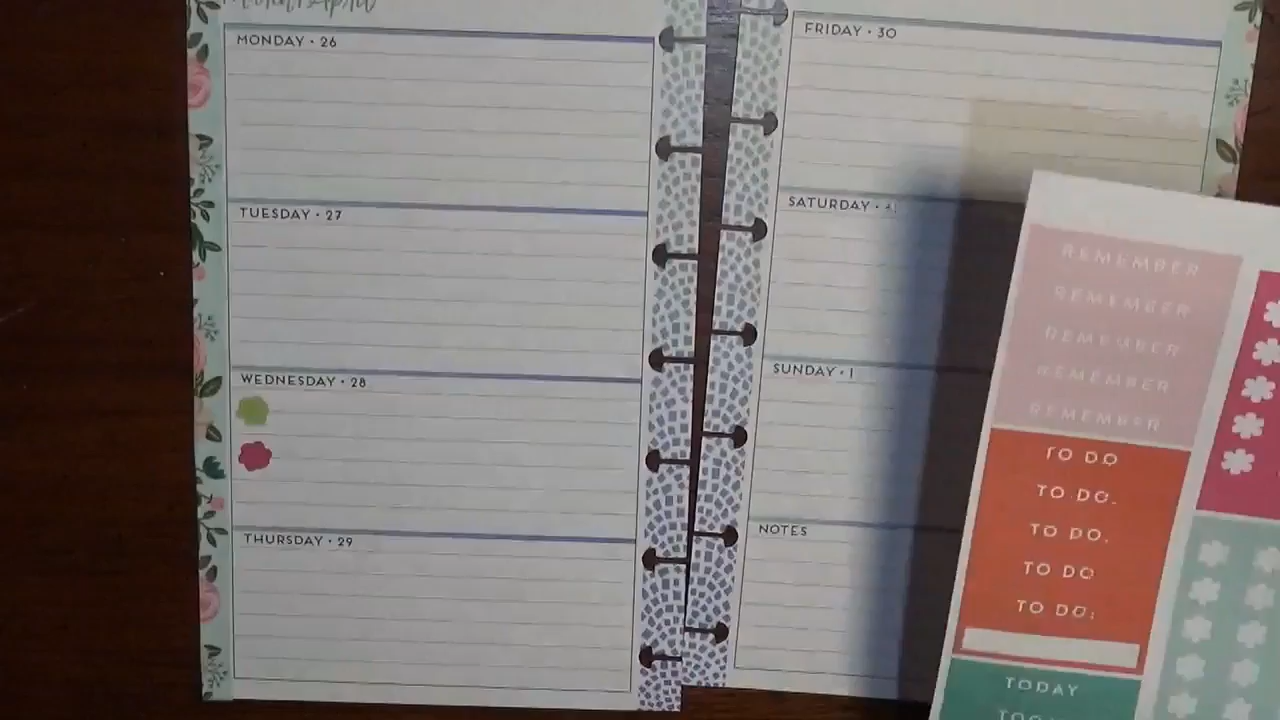 MONDAY · 26
TUESDAY · 27
WEDNESDAY · 28
THURSDAY · 29
FRIDAY · 30
SATURDAY ·
SUNDAY · 1
NOTES
REMEMBER
REMEMBER
REMEMBER
REMEMBER
REMEMBER
TO DO
TO DO
TO DO
TO DO
TO DO
TODAY